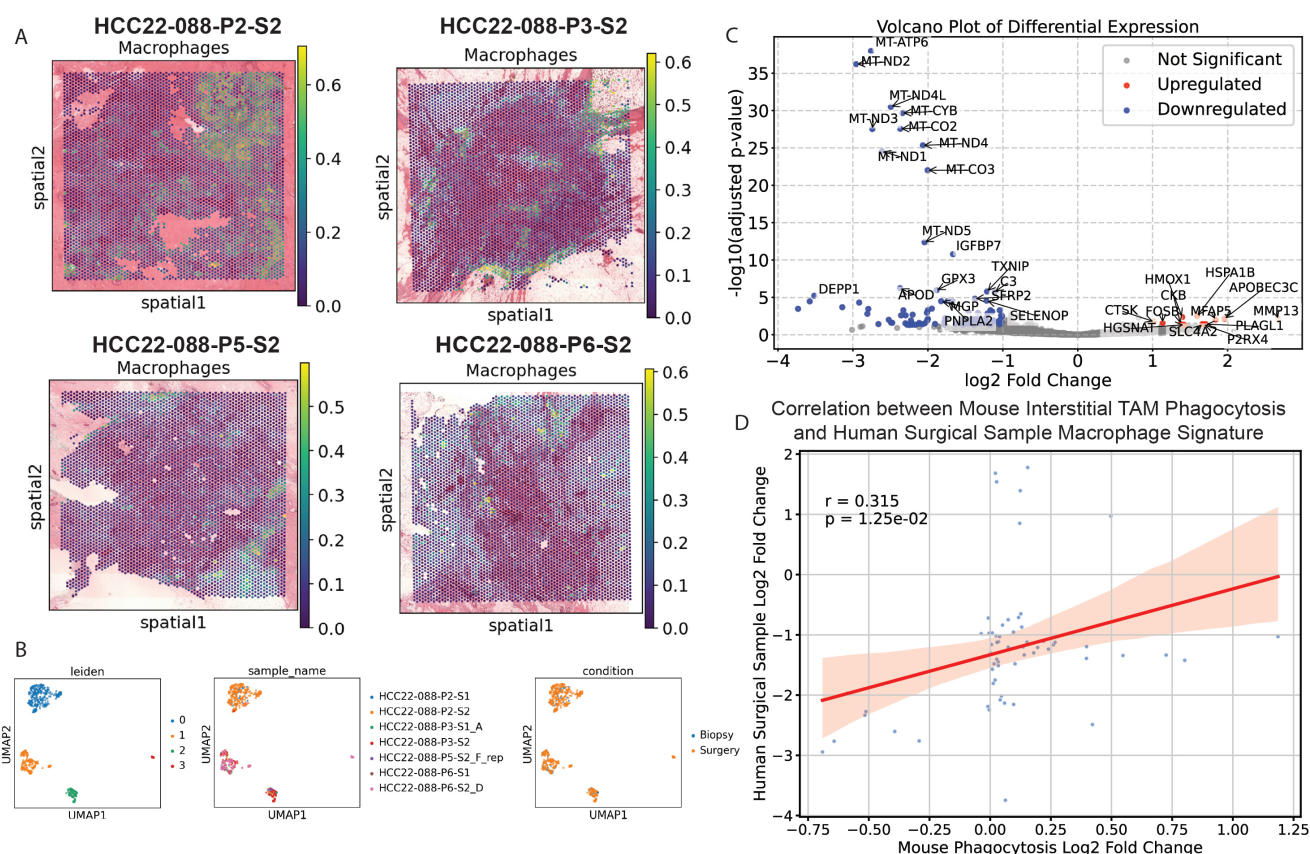 A
HCC22-088-P2-S2
Macrophages
0.6
0.4
0.2
0.0
spatial2
spatial1
HCC22-088-P3-S2
Macrophages
0.6
0.5
0.4
0.3
0.2
0.1
0.0
spatial2
spatial1
HCC22-088-P5-S2
Macrophages
0.5
0.4
0.3
0.2
0.1
0.0
spatial2
spatial1
HCC22-088-P6-S2
Macrophages
0.6
0.5
0.4
0.3
0.2
0.1
0.0
spatial2
spatial1
B
leiden
UMAP2
UMAP1
0
1
2
3
sample_name
UMAP2
UMAP1
HCC22-088-P2-S1
HCC22-088-P2-S2
HCC22-088-P3-S1_A
HCC22-088-P3-S2
HCC22-088-P5-S2_F_rep
HCC22-088-P6-S1
HCC22-088-P6-S2_D
condition
UMAP2
UMAP1
Biopsy
Surgery
C
Volcano Plot of Differential Expression
Not Significant
Upregulated
Downregulated
-log10(adjusted p-value)
35
30
25
20
15
10
5
0
MT-ATP6
MT-ND2
MT-ND4L
MT-CYB
MT-ND3
MT-CO2
MT-ND4
MT-ND1
MT-CO3
MT-ND5
IGFBP7
TXNIP
GPX3
C3
DEPP1
APOD
SFRP2
MGP
SELENOP
PNPLA2
HSPA1B
HMOX1
APOBEC3C
CKB
CTSK
FOSB
MFAP5
MMP13
HGSNAT
SLC4A2
PLAGL1
P2RX4
−4
−3
−2
−1
0
1
2
log2 Fold Change
D
Correlation between Mouse Interstitial TAM Phagocytosis
and Human Surgical Sample Macrophage Signature
r = 0.315
p = 1.25e-02
Human Surgical Sample Log2 Fold Change
2
1
0
−1
−2
−3
−4
−0.75
−0.50
−0.25
0.00
0.25
0.50
0.75
1.00
1.25
Mouse Phagocytosis Log2 Fold Change